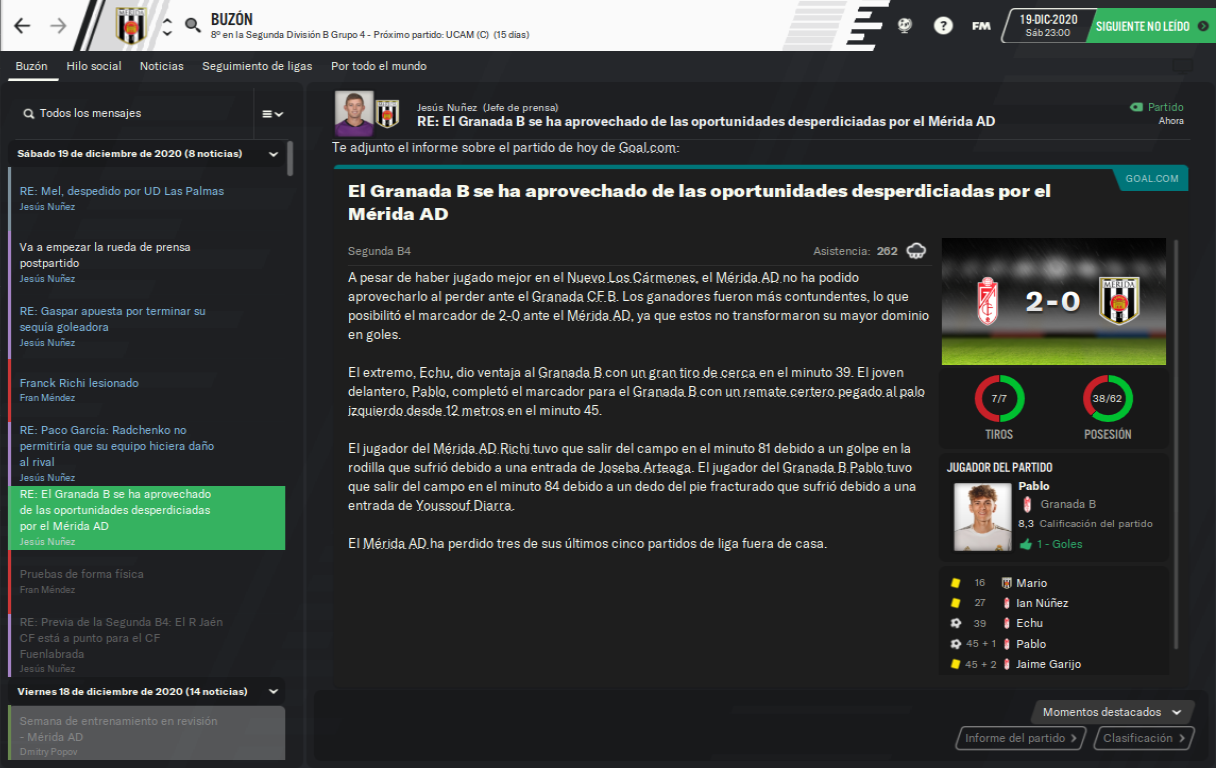 BUZÓN
8º en la Segunda División B Grupo 4 - Próximo partido: UCAM (C) (15 días)
FM
19-DIC-2020
Sáb 23:00
SIGUIENTE NO LEÍDO
Buzón
Hilo social
Noticias
Seguimiento de ligas
Por todo el mundo
Todos los mensajes
Sábado 19 de diciembre de 2020 (8 noticias)
RE: Mel, despedido por UD Las Palmas
Jesús Nuñez
Va a empezar la rueda de prensa
postpartido
Jesús Nuñez
RE: Gaspar apuesta por terminar su
sequía goleadora
Jesús Nuñez
Franck Richi lesionado
Fran Méndez
RE: Paco García: Radchenko no
permitiría que su equipo hiciera daño
al rival
Jesús Nuñez
RE: El Granada B se ha aprovechado
de las oportunidades desperdiciadas
por el Mérida AD
Jesús Nuñez
Pruebas de forma física
Fran Méndez
RE: Previa de la Segunda B4: El R Jaén
CF está a punto para el CF
Fuenlabrada
Jesús Nuñez
Viernes 18 de diciembre de 2020 (14 noticias)
Semana de entrenamiento en revisión
- Mérida AD
Dmitry Popov
Jesús Nuñez (Jefe de prensa)
RE: El Granada B se ha aprovechado de las oportunidades desperdiciadas por el Mérida AD
Partido
Ahora
Te adjunto el informe sobre el partido de hoy de Goal.com:
GOAL.COM
El Granada B se ha aprovechado de las oportunidades desperdiciadas por el
Mérida AD
Segunda B4
Asistencia: 262
A pesar de haber jugado mejor en el Nuevo Los Cármenes, el Mérida AD no ha podido
aprovecharlo al perder ante el Granada CF B. Los ganadores fueron más contundentes, lo que
posibilitó el marcador de 2-0 ante el Mérida AD, ya que estos no transformaron su mayor dominio
en goles.
El extremo, Echu, dio ventaja al Granada B con un gran tiro de cerca en el minuto 39. El joven
delantero, Pablo, completó el marcador para el Granada B con un remate certero pegado al palo
izquierdo desde 12 metros en el minuto 45.
El jugador del Mérida AD Richi tuvo que salir del campo en el minuto 81 debido a un golpe en la
rodilla que sufrió debido a una entrada de Joseba Arteaga. El jugador del Granada B Pablo tuvo
que salir del campo en el minuto 84 debido a un dedo del pie fracturado que sufrió debido a una
entrada de Youssouf Diarra.
El Mérida AD ha perdido tres de sus últimos cinco partidos de liga fuera de casa.
2-0
MÉRIDA
7/7
TIROS
38/62
POSESIÓN
JUGADOR DEL PARTIDO
Pablo
Granada B
8,3 Calificación del partido
1 - Goles
16 Mario
27 Ian Núñez
39 Echu
45 + 1 Pablo
45 + 2 Jaime Garijo
Momentos destacados
Informe del partido
Clasificación